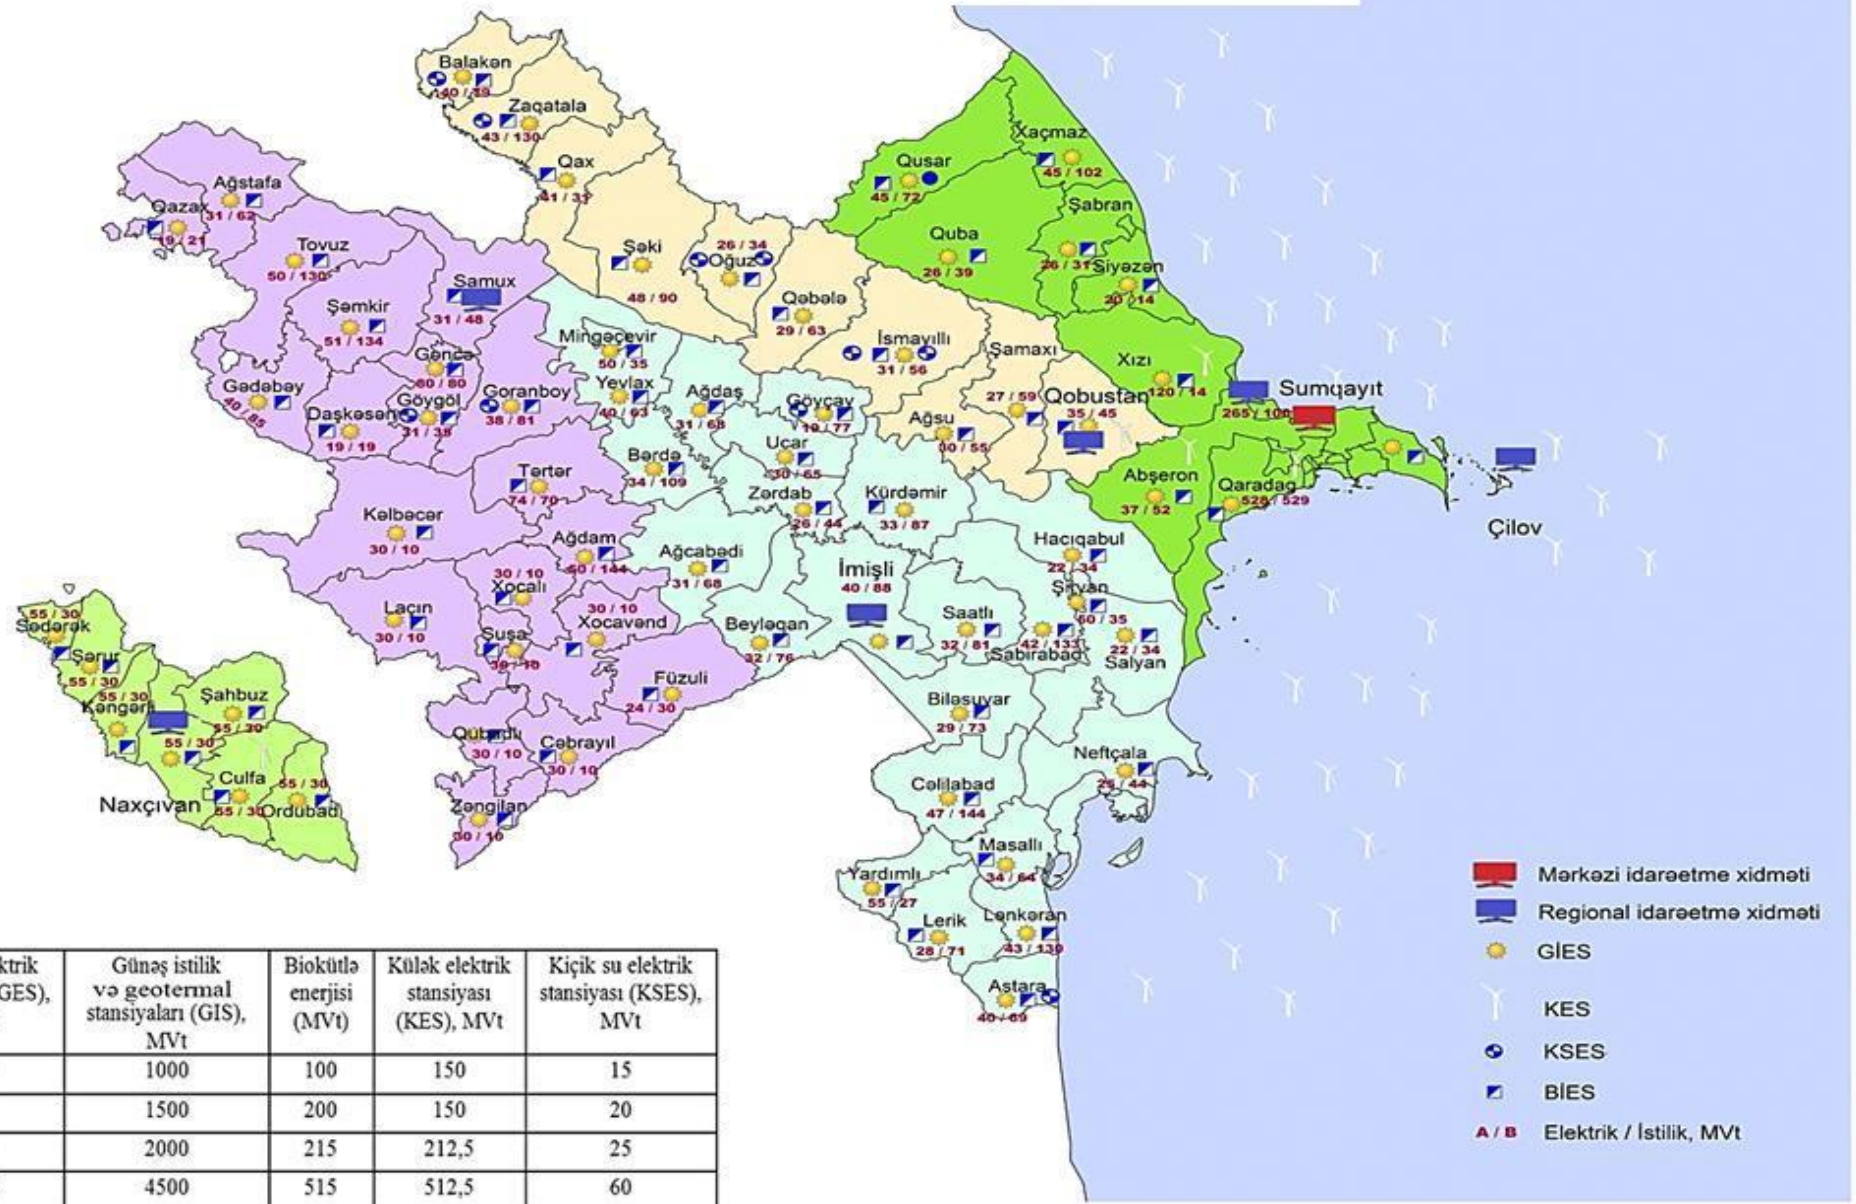 Balakən
Zaqatala
43 / 130
Qax
41 / 31
Şəki
48 / 90
26 / 34
Oğuz
Qəbələ
29 / 63
İsmayıllı
31 / 56
Şamaxı
27 / 59
Ağsu
30 / 55
Qobustan
35 / 45
Xaçmaz
45 / 102
Qusar
45 / 72
Şabran
26 / 31
Quba
26 / 39
Siyəzən
20 / 14
Xızı
120 / 14
Sumqayıt
Abşeron
37 / 52
Qaradağ
528 / 529
Çilov
Ağstafa
31 / 62
Qazax
19 / 21
Tovuz
50 / 130
Samux
31 / 48
Şəmkir
51 / 134
Gəncə
80 / 80
Gədəbəy
40 / 85
Daşkəsən
19 / 19
Göygöl
Goranboy
38 / 81
Tərtər
74 / 70
Kəlbəcər
30 / 10
Ağdam
Xocalı
30 / 10
Laçın
30 / 10
30 / 10
Xocavənd
Şuşa
Füzuli
24 / 30
Qubadlı
30 / 10
Cəbrayıl
30 / 10
Zəngilan
30 / 10
Mingəçevir
50 / 35
Yevlax
40 / 63
Ağdaş
31 / 68
Göyçay
19 / 77
Ucar
30 / 65
Bərdə
34 / 109
Zərdab
26 / 44
Kürdəmir
33 / 87
Ağcabədi
31 / 68
İmişli
40 / 88
Hacıqabul
22 / 34
Şirvan
60 / 35
Saatlı
32 / 81
42 / 133
Sabirabad
22 / 34
Salyan
Beyləqan
32 / 76
Biləsuvar
29 / 73
Neftçala
25 / 44
Cəlilabad
47 / 144
Masallı
34 / 64
Yardımlı
55 / 27
Lerik
28 / 71
Lənkəran
43 / 130
Astara
40 / 69
55 / 30
Sədərək
Şərur
55 / 30
55 / 30
Kəngərli
Şahbuz
55 / 30
55 / 30
Culfa
55 / 30
55 / 30
Ordubad
Naxçıvan
Mərkəzi idarəetmə xidməti
Regional idarəetmə xidməti
GİES
KES
KSES
BİES
A / B Elektrik / İstilik, MVt
Günəş istilik
və geotermal
stansiyaları (GIS),
MVt
Biokütlə
enerjisi
(MVt)
Külək elektrik
stansiyası
(KES), MVt
Kiçik su elektrik
stansiyası (KSES),
MVt
1000 100 150 15
1500 200 150 20
2000 215 212,5 25
4500 515 512,5 60